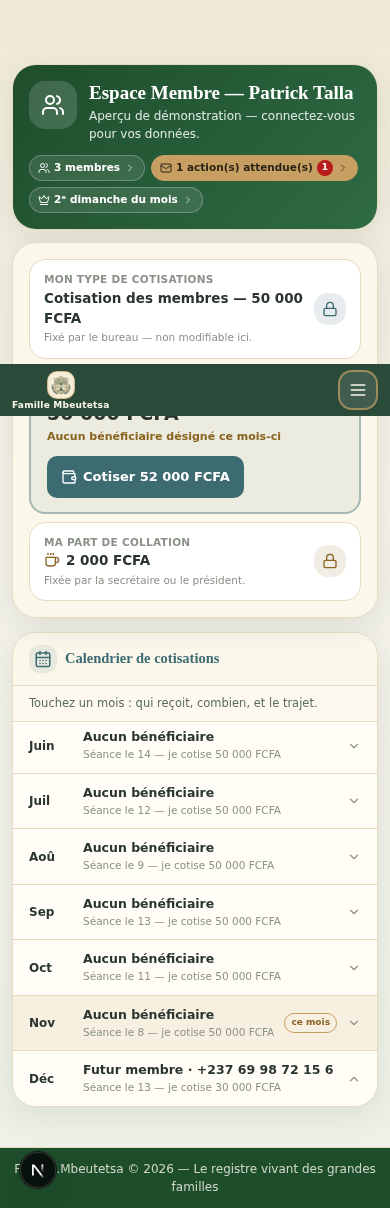 Espace Membre — Patrick Talla
Aperçu de démonstration — connectez-vous
pour vos données.
3 membres
1 action(s) attendue(s) 1
2ᵉ dimanche du mois
MON TYPE DE COTISATIONS
Cotisation des membres — 50 000
FCFA
Fixé par le bureau — non modifiable ici.
Famille Mbeutetsa
50 000 FCFA
Aucun bénéficiaire désigné ce mois-ci
Cotiser 52 000 FCFA
MA PART DE COLLATION
2 000 FCFA
Fixée par la secrétaire ou le président.
Calendrier de cotisations
Touchez un mois : qui reçoit, combien, et le trajet.
Juin
Aucun bénéficiaire
Séance le 14 — je cotise 50 000 FCFA
Juil
Aucun bénéficiaire
Séance le 12 — je cotise 50 000 FCFA
Aoû
Aucun bénéficiaire
Séance le 9 — je cotise 50 000 FCFA
Sep
Aucun bénéficiaire
Séance le 13 — je cotise 50 000 FCFA
Oct
Aucun bénéficiaire
Séance le 11 — je cotise 50 000 FCFA
Nov
Aucun bénéficiaire
Séance le 8 — je cotise 50 000 FCFA
ce mois
Déc
Futur membre · +237 69 98 72 15 6
Séance le 13 — je cotise 30 000 FCFA
N
Mbeutetsa © 2026 — Le registre vivant des grandes
familles